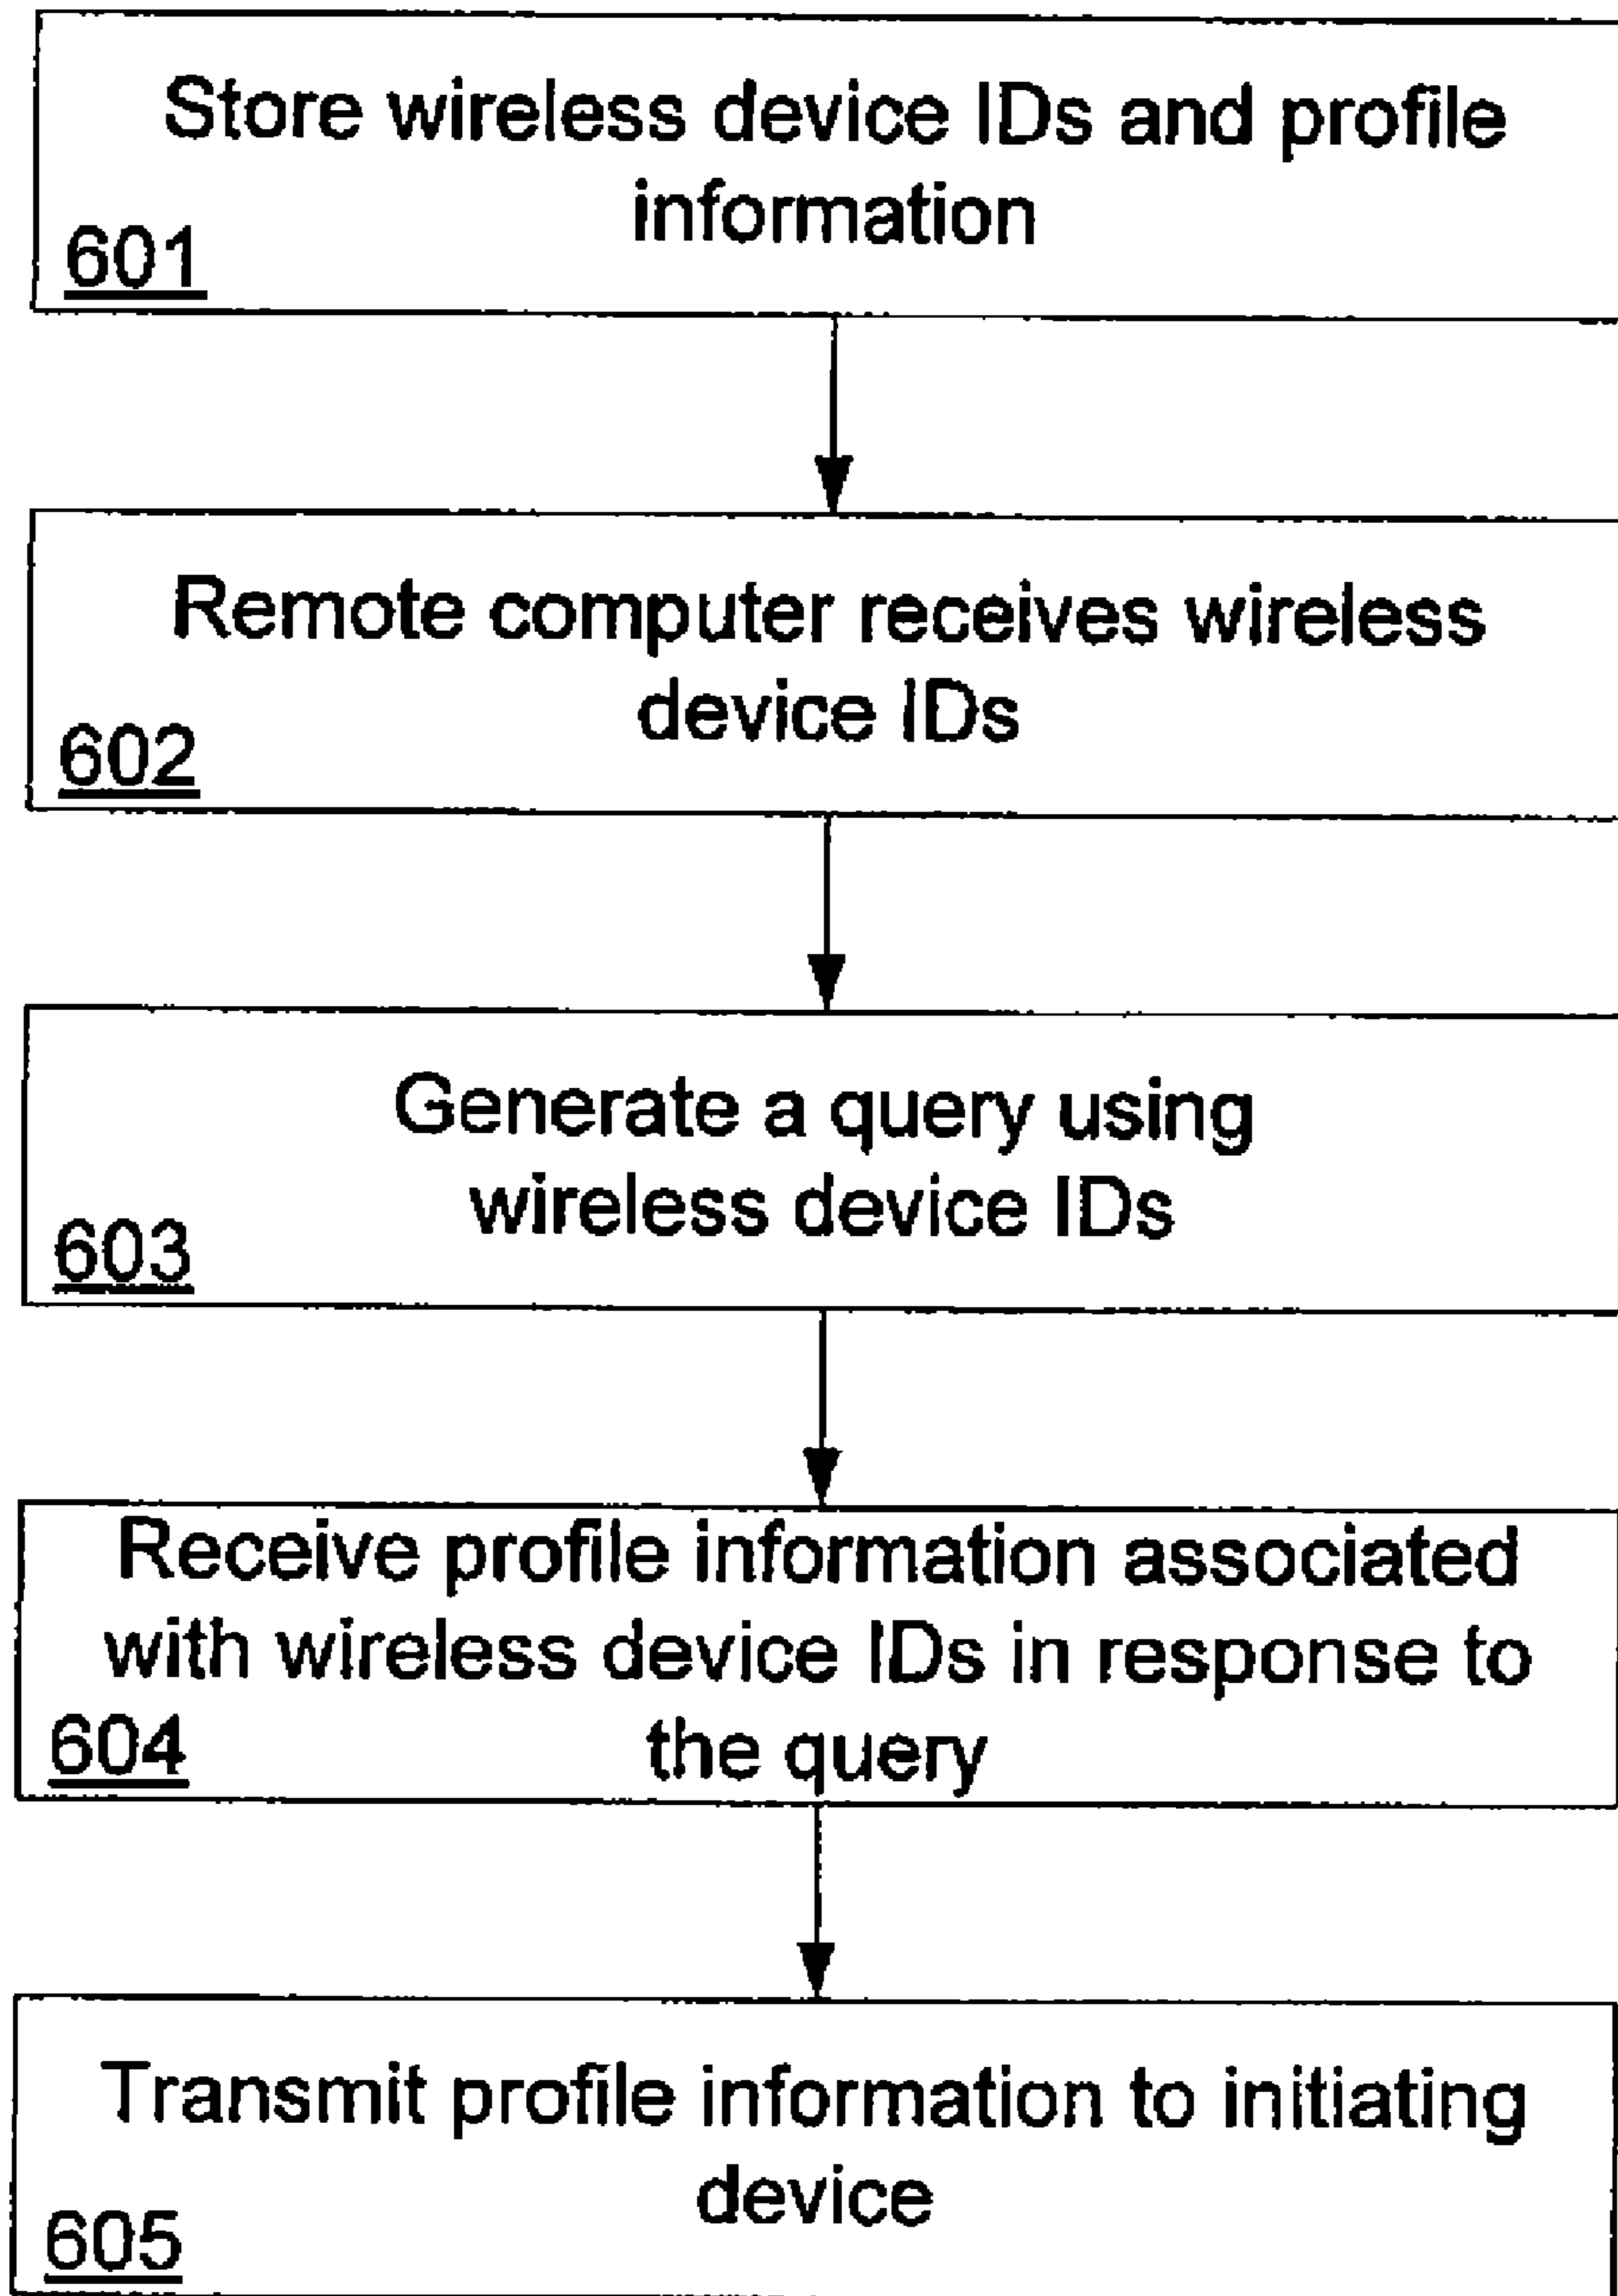 Store wireless device IDs and profile
information
601
Remote computer receives wireless
device IDs
602
Generate a query using
wireless device IDs
603
Receive profile information associated
with wireless device IDs in response to
the query
604
Transmit profile information to initiating
device
605